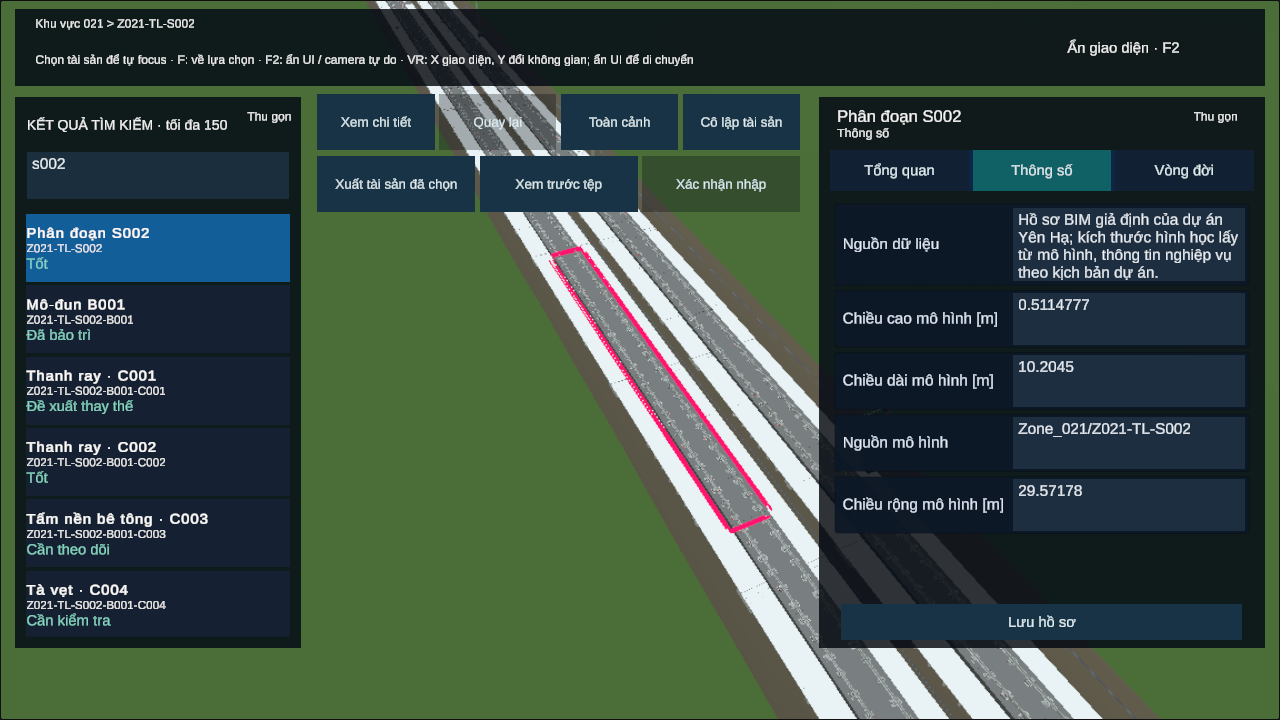 Khu vực 021 > Z021-TL-S002
Chọn tài sản để tự focus · F: về lựa chọn · F2: ẩn UI / camera tự do · VR: X giao diện, Y đổi không gian; ẩn UI để di chuyển
Ẩn giao diện · F2
KẾT QUẢ TÌM KIẾM · tối đa 150
Thu gọn
s002
Phân đoạn S002
Z021-TL-S002
Tốt
Mô-đun B001
Z021-TL-S002-B001
Đã bảo trì
Thanh ray · C001
Z021-TL-S002-B001-C001
Đề xuất thay thế
Thanh ray · C002
Z021-TL-S002-B001-C002
Tốt
Tấm nền bê tông · C003
Z021-TL-S002-B001-C003
Cần theo dõi
Tà vẹt · C004
Z021-TL-S002-B001-C004
Cần kiểm tra
Xem chi tiết
Quay lại
Toàn cảnh
Cô lập tài sản
Xuất tài sản đã chọn
Xem trước tệp
Xác nhận nhập
Phân đoạn S002
Thông số
Thu gọn
Tổng quan
Thông số
Vòng đời
Nguồn dữ liệu
Hồ sơ BIM giả định của dự án
Yên Hạ; kích thước hình học lấy
từ mô hình, thông tin nghiệp vụ
theo kịch bản dự án.
Chiều cao mô hình [m]
0.5114777
Chiều dài mô hình [m]
10.2045
Nguồn mô hình
Zone_021/Z021-TL-S002
Chiều rộng mô hình [m]
29.57178
Lưu hồ sơ